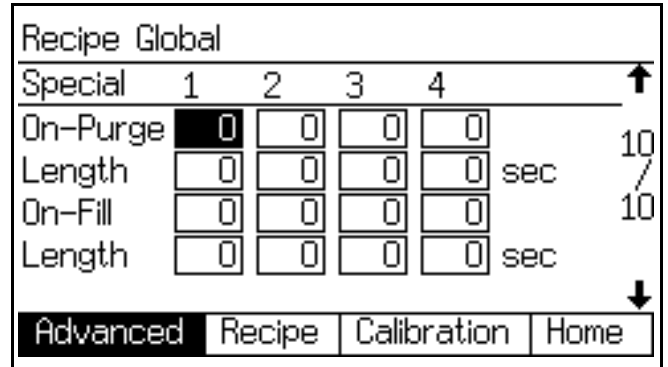 Recipe Global
Special 1 2 3 4
On-Purge 0 0 0 0
Length 0 0 0 0 sec
On-Fill 0 0 0 0
Length 0 0 0 0 sec
10
/
10
Advanced Recipe Calibration Home